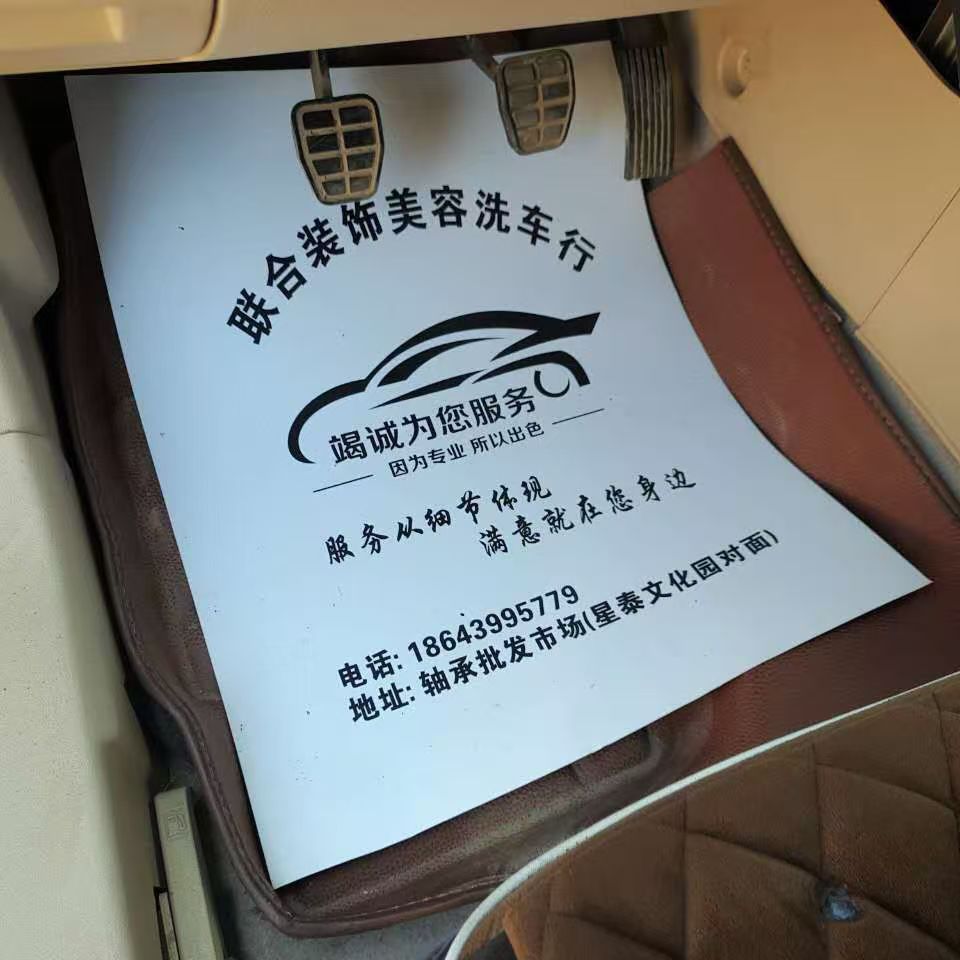 联合装饰美容洗车行
竭诚为您服务
因为专业 所以出色
服务从细节体现
满意就在您身边
电话: 18643995779
地址: 轴承批发市场(星泰文化园对面)